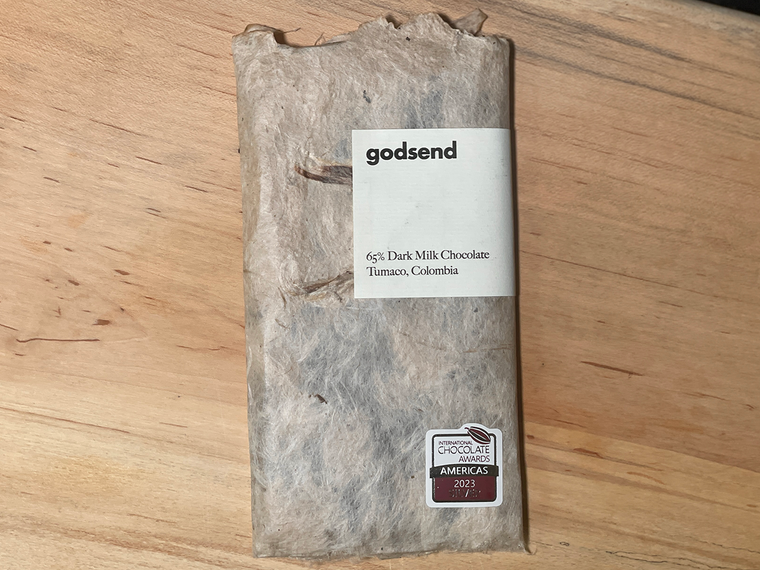 godsend
65% Dark Milk Chocolate
Tumaco, Colombia
INTERNATIONAL
CHOCOLATE
AWARDS
AMERICAS
2023